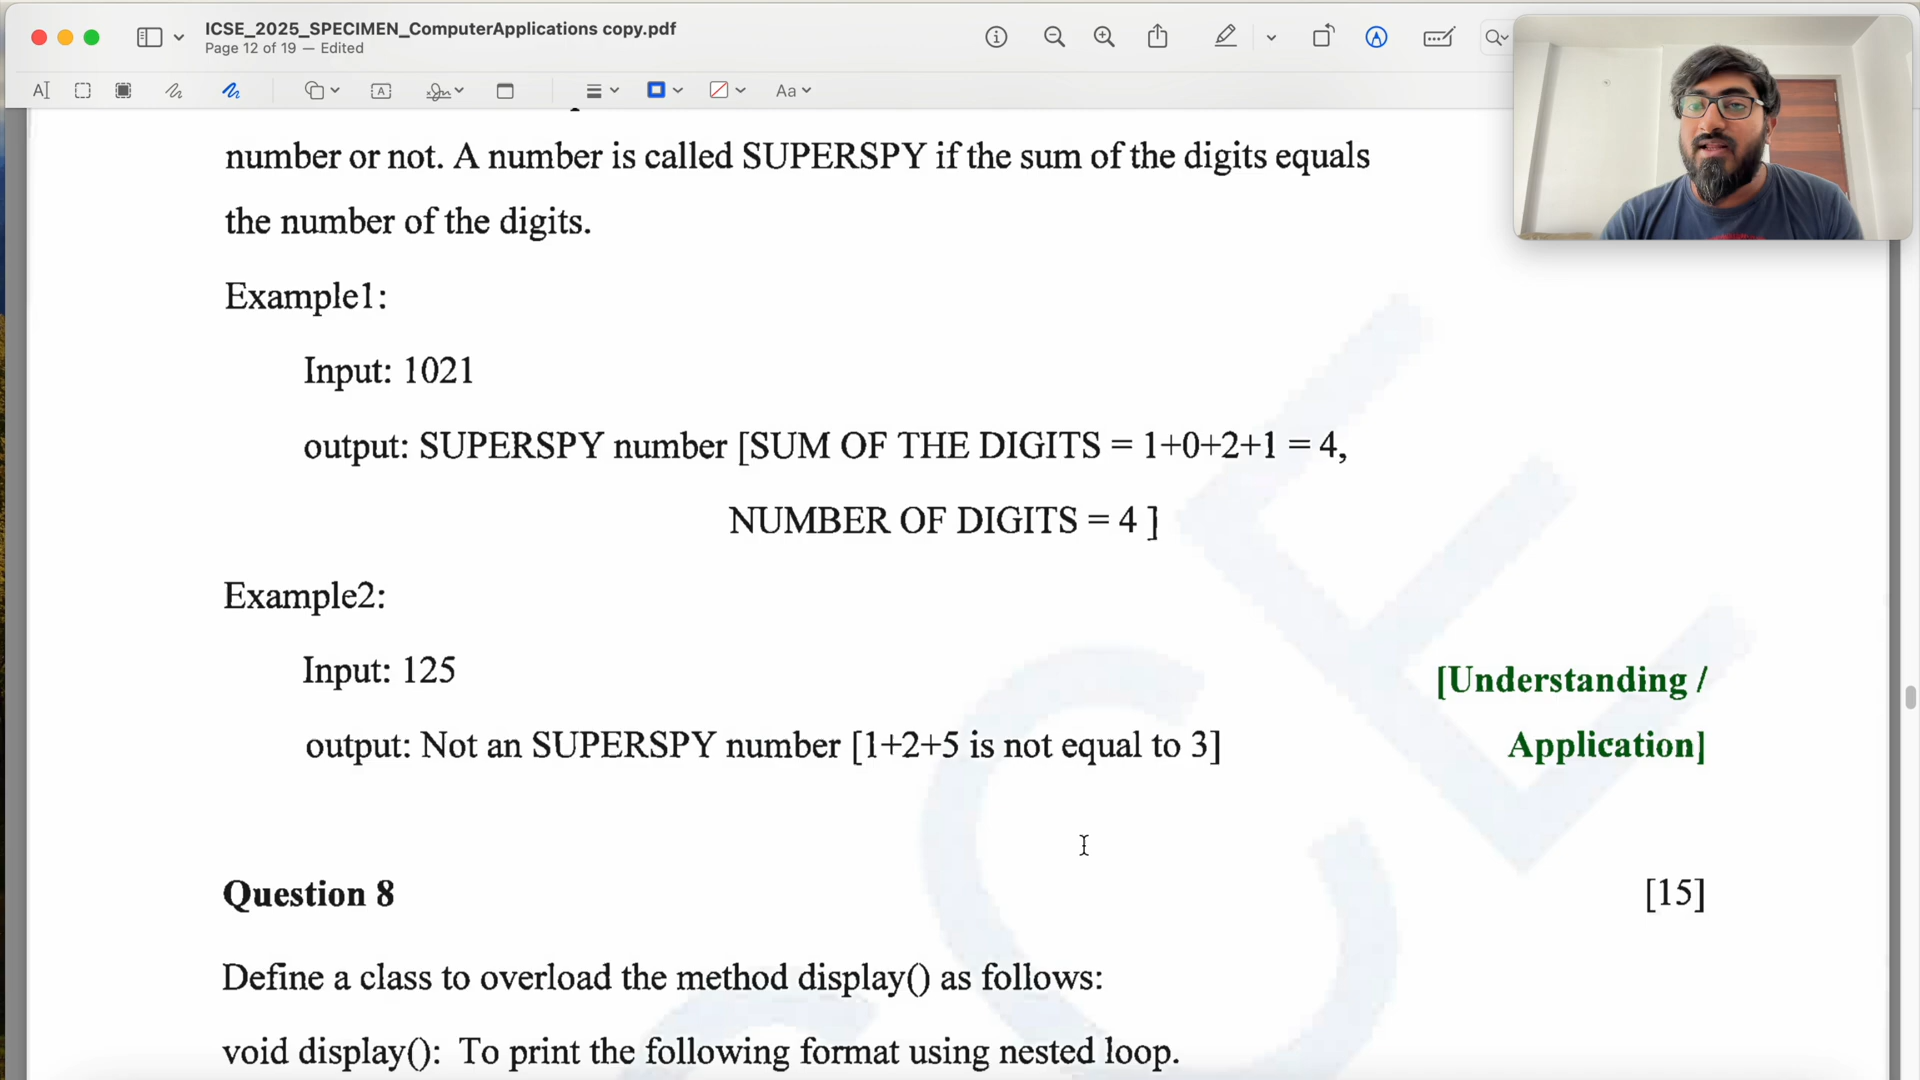 ICSE_2025_SPECIMEN_ComputerApplications copy.pdf
Page 12 of 19 — Edited
Aa
number or not. A number is called SUPERSPY if the sum of the digits equals
the number of the digits.
Example1:
Input: 1021
output: SUPERSPY number [SUM OF THE DIGITS = 1+0+2+1 = 4,
NUMBER OF DIGITS = 4 ]
Example2:
Input: 125
[Understanding /
output: Not an SUPERSPY number [1+2+5 is not equal to 3]
Application]
Question 8 [15]
Define a class to overload the method display() as follows:
void display(): To print the following format using nested loop.